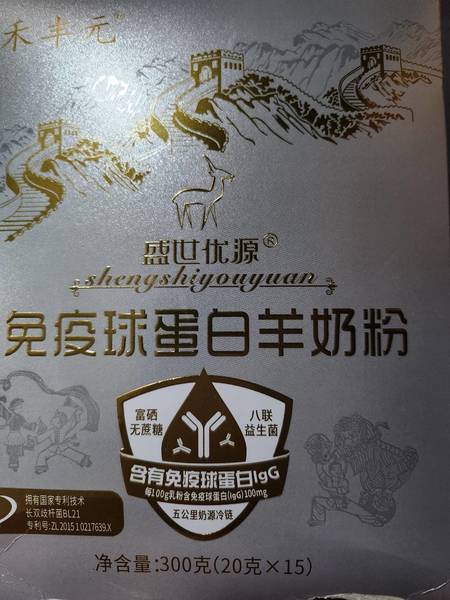 禾丰元®
盛世优源®
shengshiyouyuan
免疫球蛋白羊奶粉
富硒
无蔗糖
八联
益生菌
含有免疫球蛋白IgG
每100g乳粉含免疫球蛋白(IgG)100mg
五公里奶源冷链
拥有国家专利技术
长双歧杆菌BL21
专利号:ZL 2015 1 0217639.X
净含量:300克(20克×15)